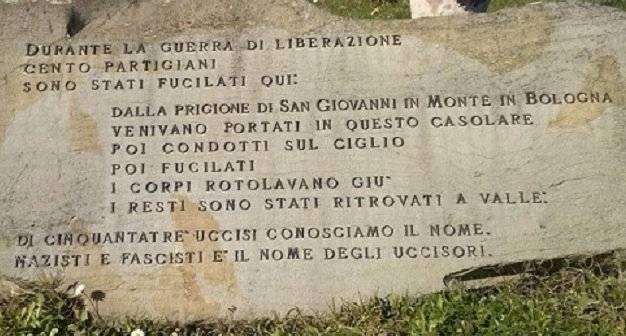 DURANTE LA GUERRA DI LIBERAZIONE
CENTO PARTIGIANI
SONO STATI FUCILATI QUI:
DALLA PRIGIONE DI SAN GIOVANNI IN MONTE IN BOLOGNA
VENIVANO PORTATI IN QUESTO CASOLARE
POI CONDOTTI SUL CIGLIO
POI FUCILATI
I CORPI ROTOLAVANO GIU'
I RESTI SONO STATI RITROVATI A VALLE:
DI CINQUANTATRE' UCCISI CONOSCIAMO IL NOME.
NAZISTI E FASCISTI E' IL NOME DEGLI UCCISORI.